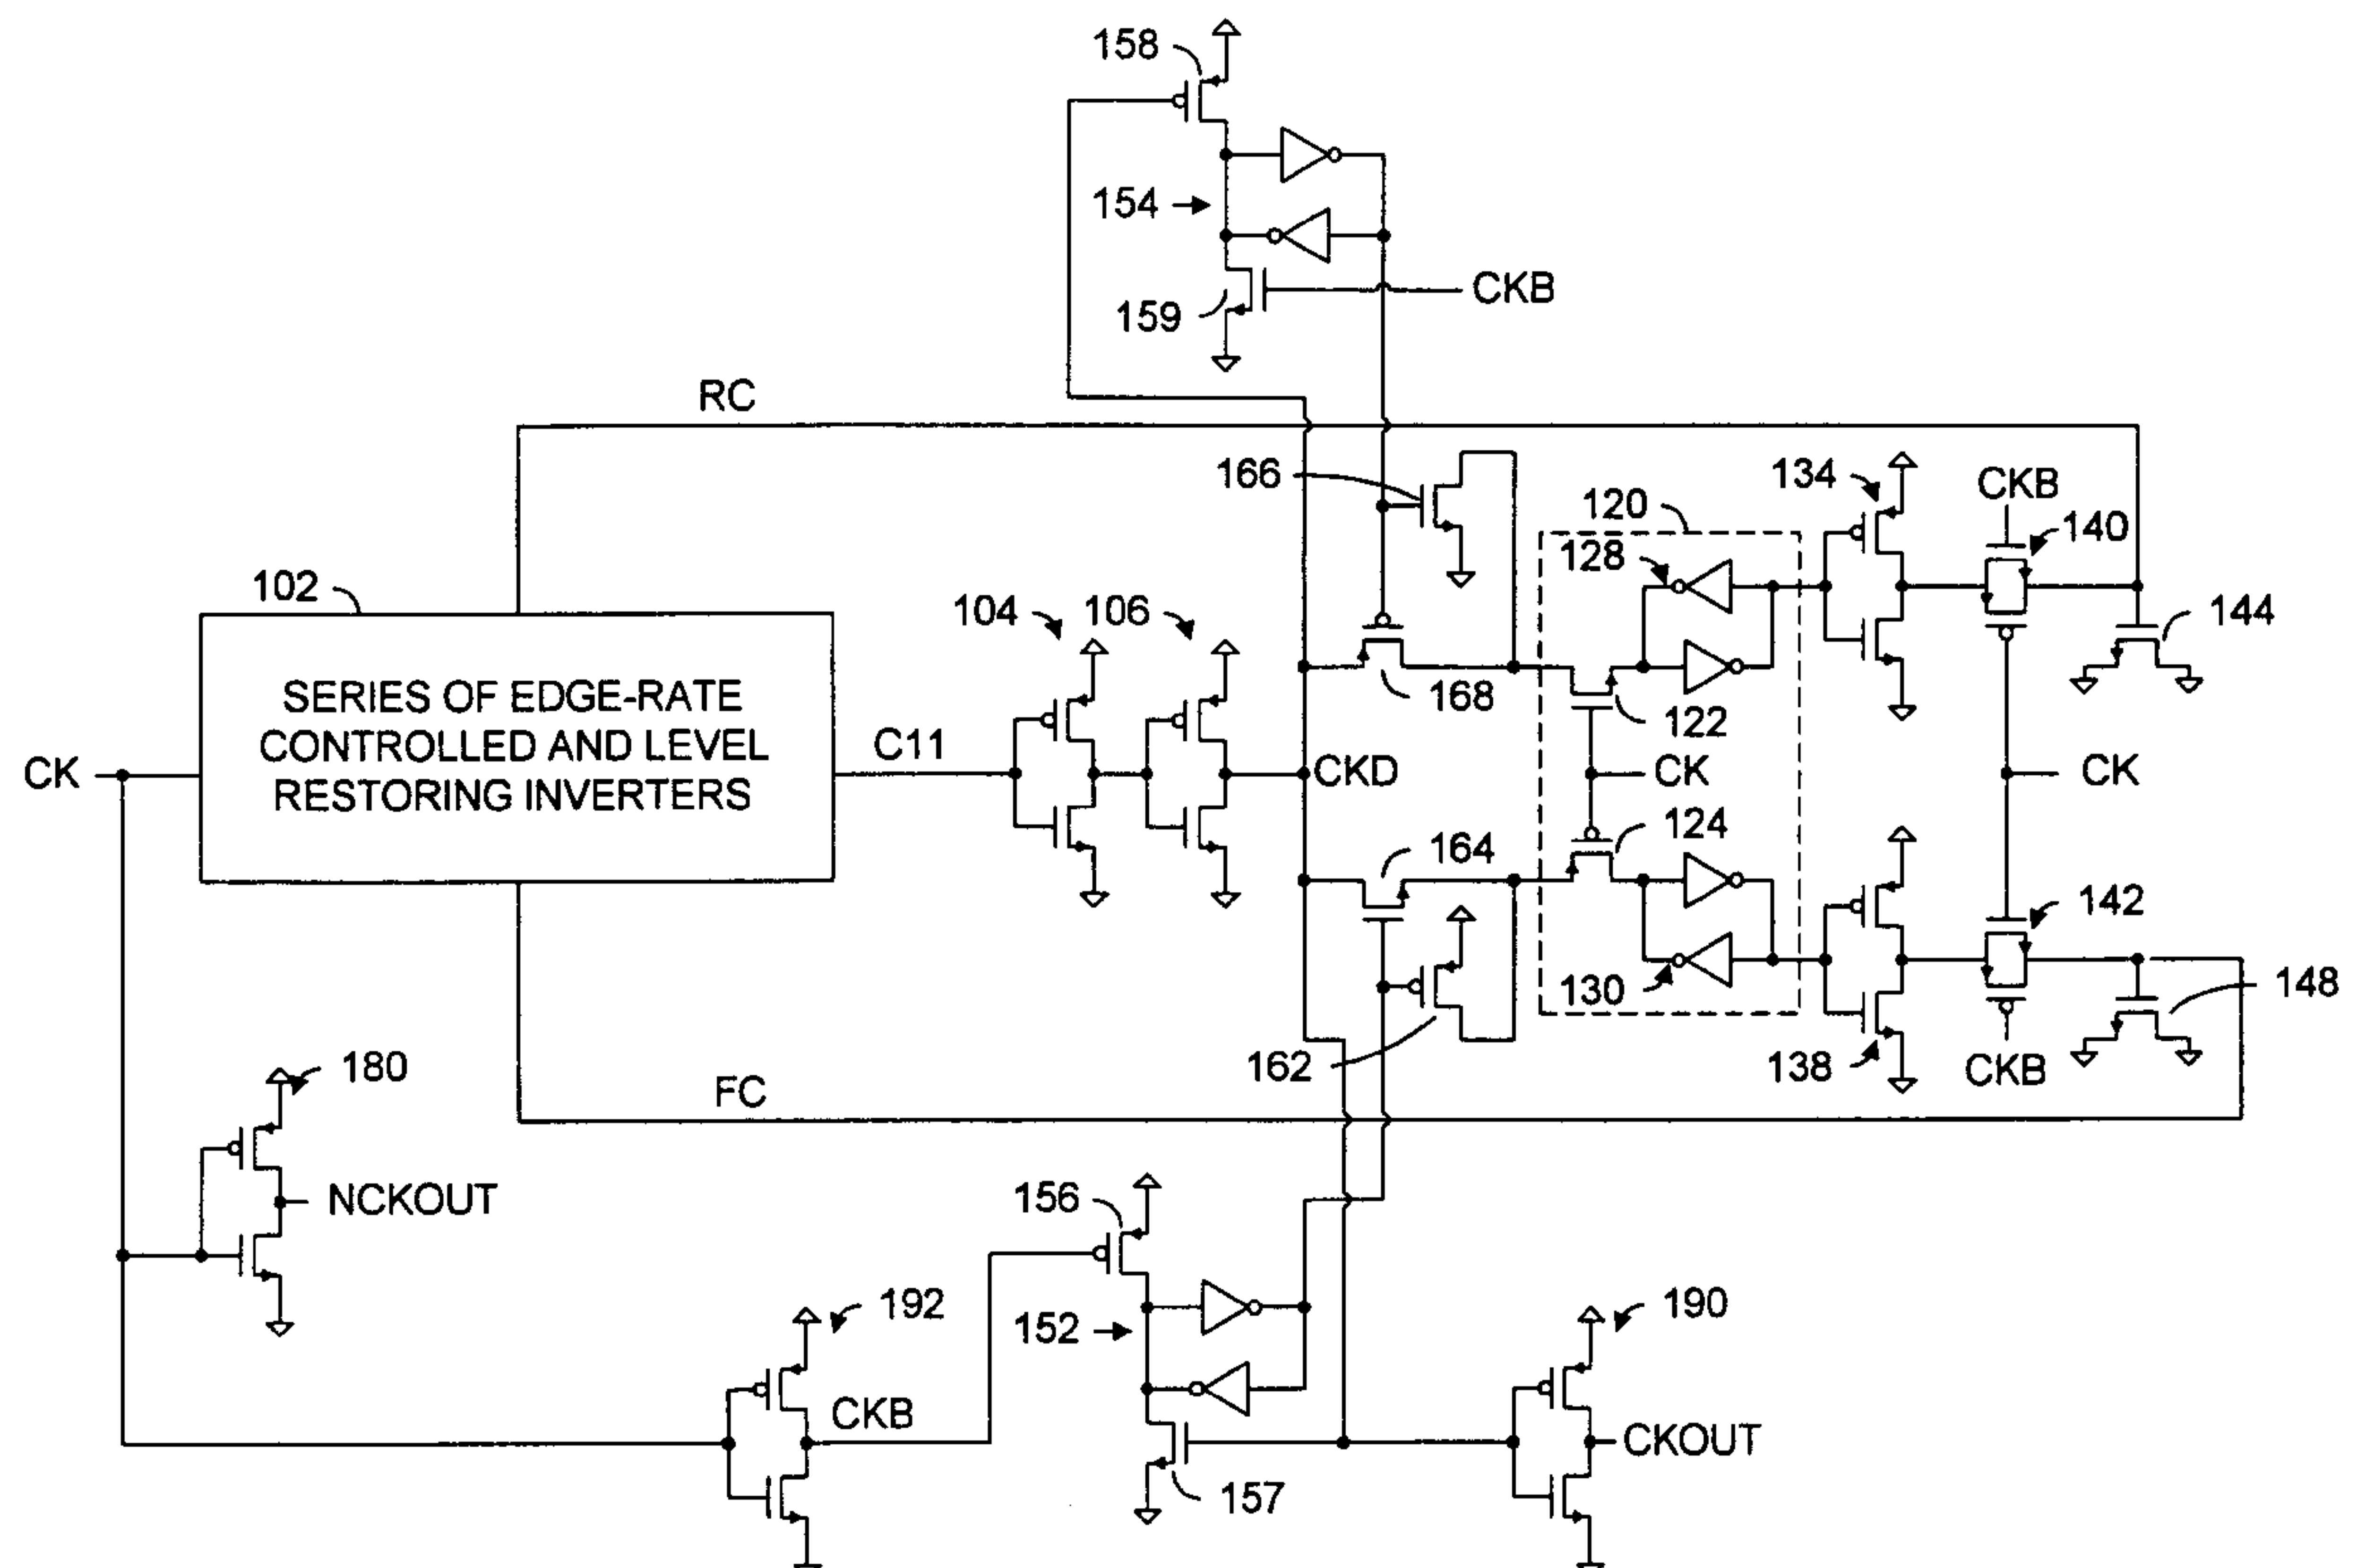 158
154
CKB
159
RC
166
134
CKB
120
140
128
102
104
106
144
SERIES OF EDGE-RATE
CONTROLLED AND LEVEL
RESTORING INVERTERS
168
122
CK
C11
CKD
CK
CK
164
124
142
130
148
162
138
CKB
180
FC
NCKOUT
156
192
152
190
CKB
CKOUT
157